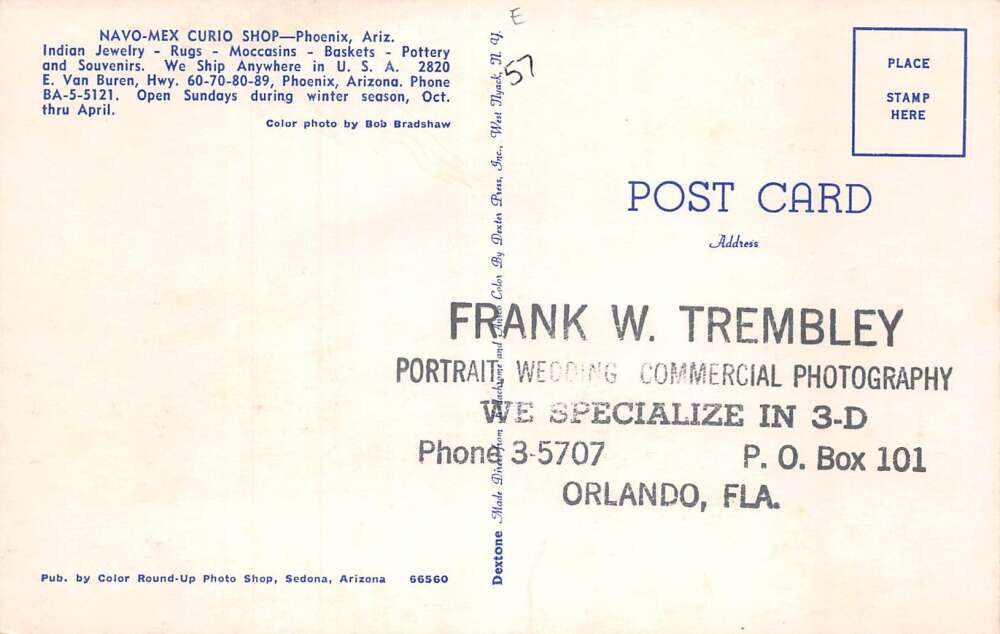 NAVO-MEX CURIO SHOP—Phoenix, Ariz.
Indian Jewelry - Rugs - Moccasins - Baskets - Pottery
and Souvenirs. We Ship Anywhere in U. S. A. 2820
E. Van Buren, Hwy. 60-70-80-89, Phoenix, Arizona. Phone
BA-5-5121. Open Sundays during winter season, Oct.
thru April.
Color photo by Bob Bradshaw
Pub. by Color Round-Up Photo Shop, Sedona, Arizona 66560
Dextone Made Direct from Kodachrome and Ansco Color By Dexter Press, Inc., West Nyack, N. Y.
E
57
PLACE
STAMP
HERE
POST CARD
Address
FRANK W. TREMBLEY
PORTRAIT WEDDING COMMERCIAL PHOTOGRAPHY
WE SPECIALIZE IN 3-D
Phone 3-5707 P. O. Box 101
ORLANDO, FLA.